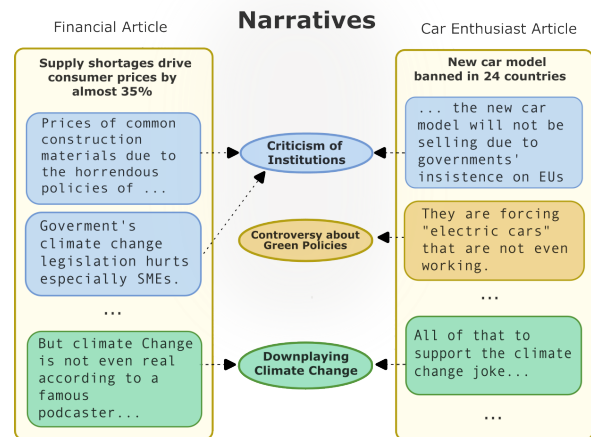 Narratives
Financial Article
Supply shortages drive
consumer prices by
almost 35%
Prices of common
construction
materials due to
the horrendous
policies of ...
Goverment's
climate change
legislation hurts
especially SMEs.
...
But climate Change
is not even real
according to a
famous
podcaster...
Criticism of
Institutions
Controversy about
Green Policies
Downplaying
Climate Change
Car Enthusiast Article
New car model
banned in 24 countries
... the new car
model will not be
selling due to
governments'
insistence on EUs
They are forcing
"electric cars"
that are not even
working.
...
All of that to
support the climate
change joke...
...